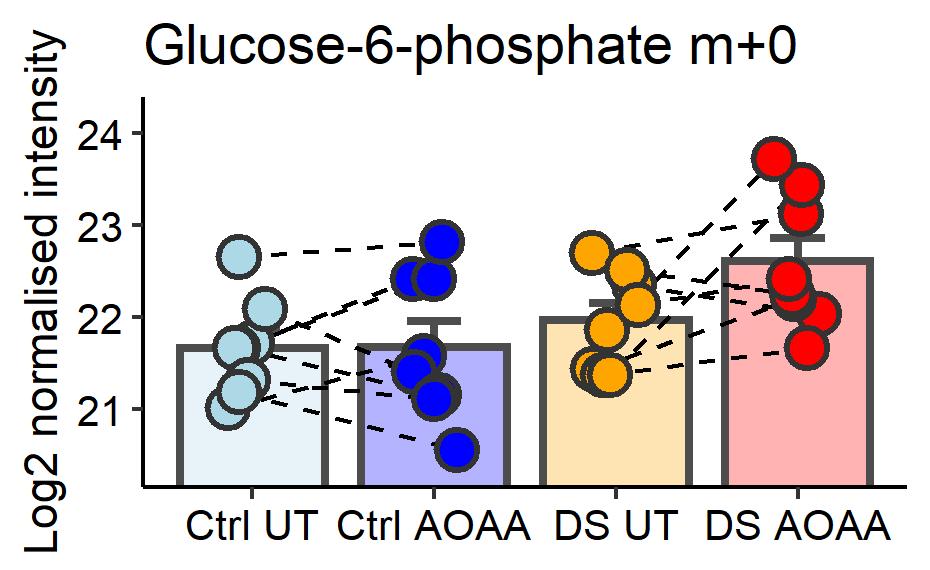 Glucose-6-phosphate m+0
Log2 normalised intensity
24
23
22
21
Ctrl UT
Ctrl AOAA
DS UT
DS AOAA